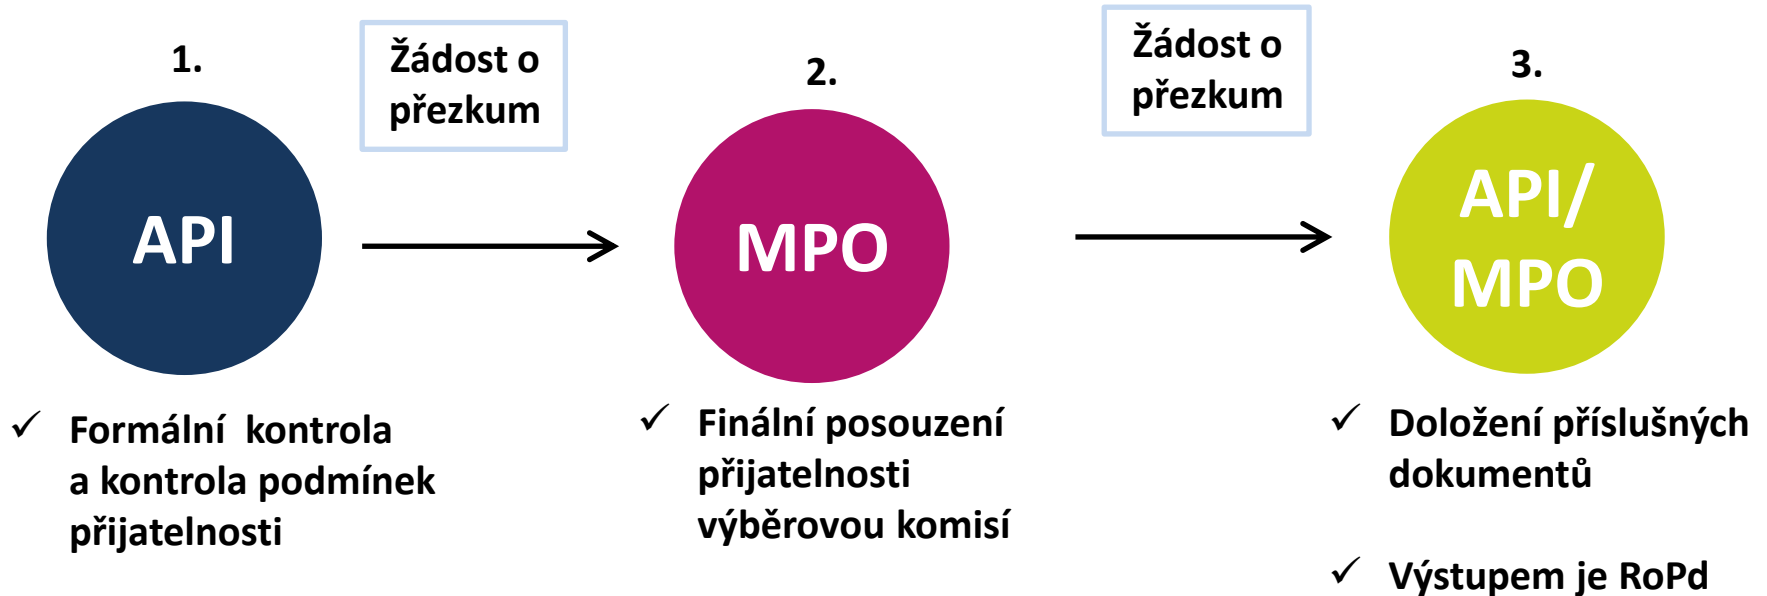 1.
API
✓ Formální kontrola
a kontrola podmínek
přijatelnosti
Žádost o
přezkum
2.
MPO
✓ Finální posouzení
přijatelnosti
výběrovou komisí
Žádost o
přezkum
3.
API/
MPO
✓ Doložení příslušných
dokumentů
✓ Výstupem je RoPd